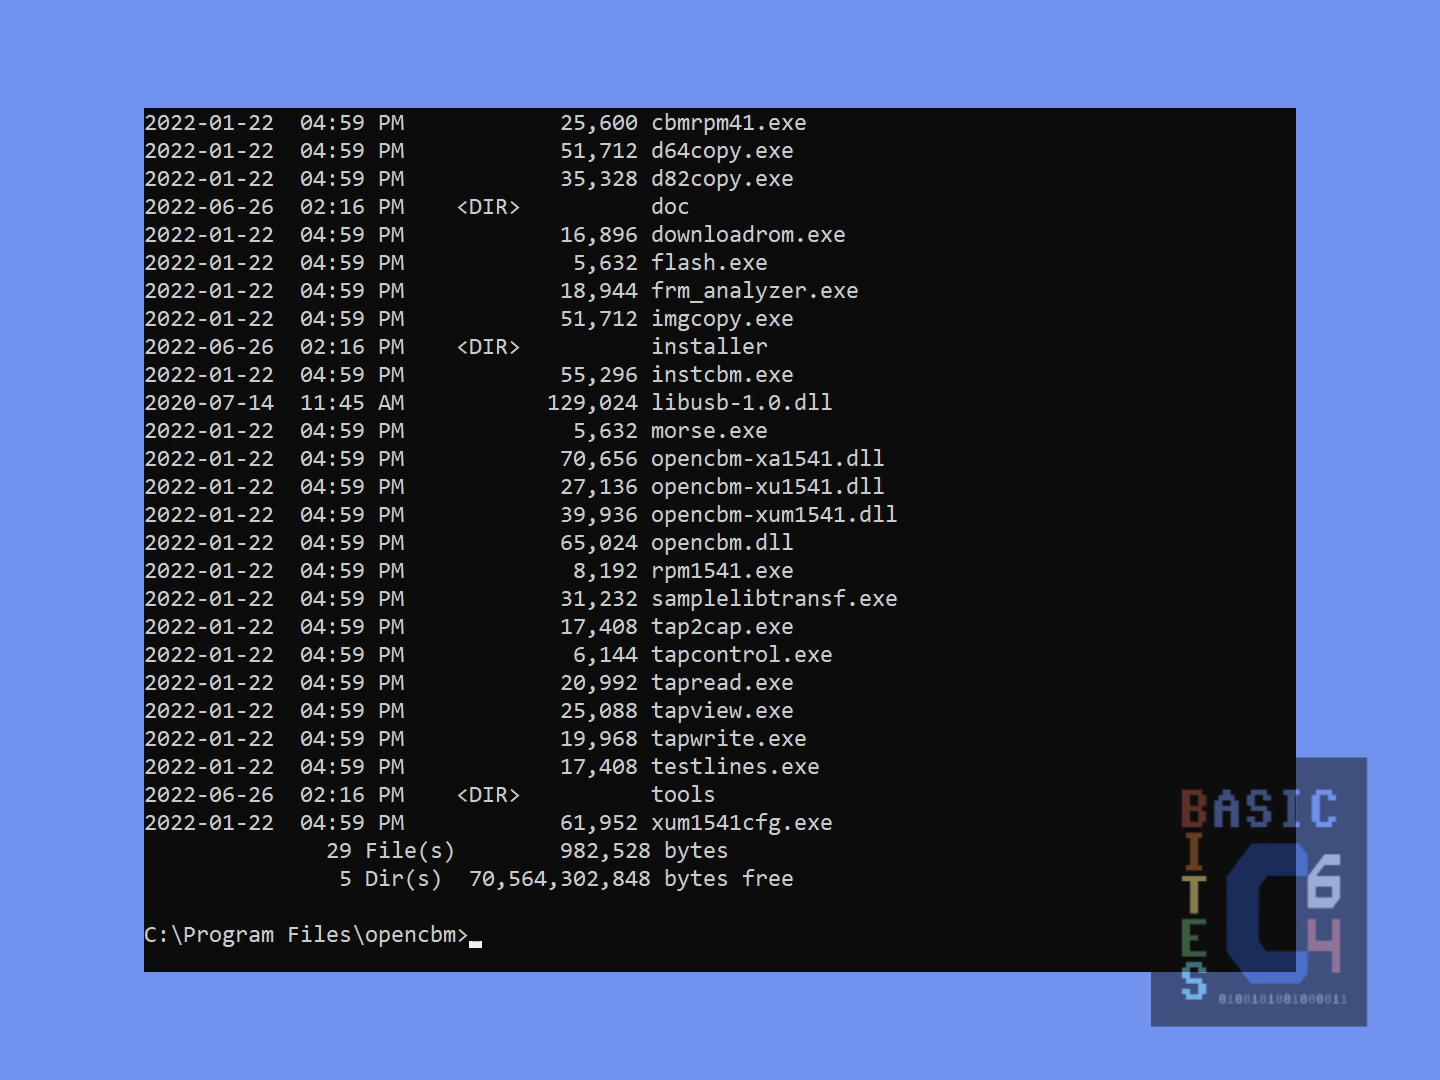 2022-01-22  04:59 PM            25,600 cbmrpm41.exe
2022-01-22  04:59 PM            51,712 d64copy.exe
2022-01-22  04:59 PM            35,328 d82copy.exe
2022-06-26  02:16 PM    <DIR>          doc
2022-01-22  04:59 PM            16,896 downloadrom.exe
2022-01-22  04:59 PM             5,632 flash.exe
2022-01-22  04:59 PM            18,944 frm_analyzer.exe
2022-01-22  04:59 PM            51,712 imgcopy.exe
2022-06-26  02:16 PM    <DIR>          installer
2022-01-22  04:59 PM            55,296 instcbm.exe
2020-07-14  11:45 AM           129,024 libusb-1.0.dll
2022-01-22  04:59 PM             5,632 morse.exe
2022-01-22  04:59 PM            70,656 opencbm-xa1541.dll
2022-01-22  04:59 PM            27,136 opencbm-xu1541.dll
2022-01-22  04:59 PM            39,936 opencbm-xum1541.dll
2022-01-22  04:59 PM            65,024 opencbm.dll
2022-01-22  04:59 PM             8,192 rpm1541.exe
2022-01-22  04:59 PM            31,232 samplelibtransf.exe
2022-01-22  04:59 PM            17,408 tap2cap.exe
2022-01-22  04:59 PM             6,144 tapcontrol.exe
2022-01-22  04:59 PM            20,992 tapread.exe
2022-01-22  04:59 PM            25,088 tapview.exe
2022-01-22  04:59 PM            19,968 tapwrite.exe
2022-01-22  04:59 PM            17,408 testlines.exe
2022-06-26  02:16 PM    <DIR>          tools
2022-01-22  04:59 PM            61,952 xum1541cfg.exe
              29 File(s)        982,528 bytes
               5 Dir(s)  70,564,302,848 bytes free
C:\Program Files\opencbm>
BASIC
BITES
C64
0100101001000011